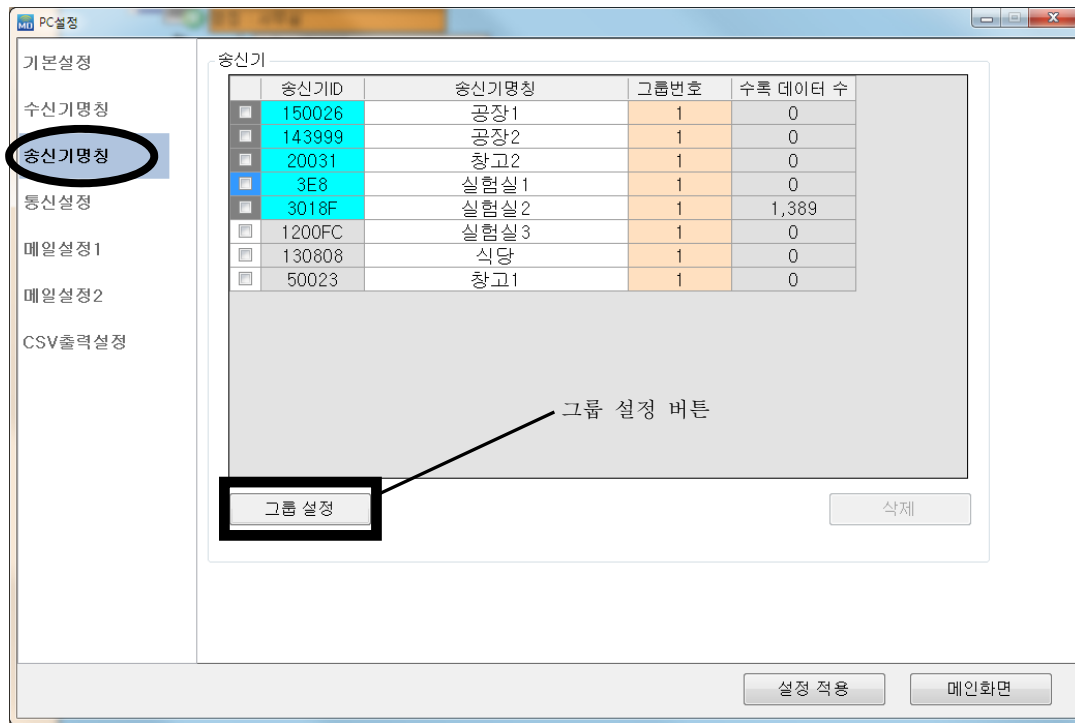 PC설정
기본설정
수신기명칭
송신기명칭
통신설정
메일설정1
메일설정2
CSV출력설정
송신기
송신기ID 송신기명칭 그룹번호 수록 데이터 수
150026 공장1 1 0
143999 공장2 1 0
20031 창고2 1 0
3E8 실험실1 1 0
3018F 실험실2 1 1,389
1200FC 실험실3 1 0
130808 식당 1 0
50023 창고1 1 0
그룹 설정 버튼
그룹 설정 삭제
설정 적용 메인화면